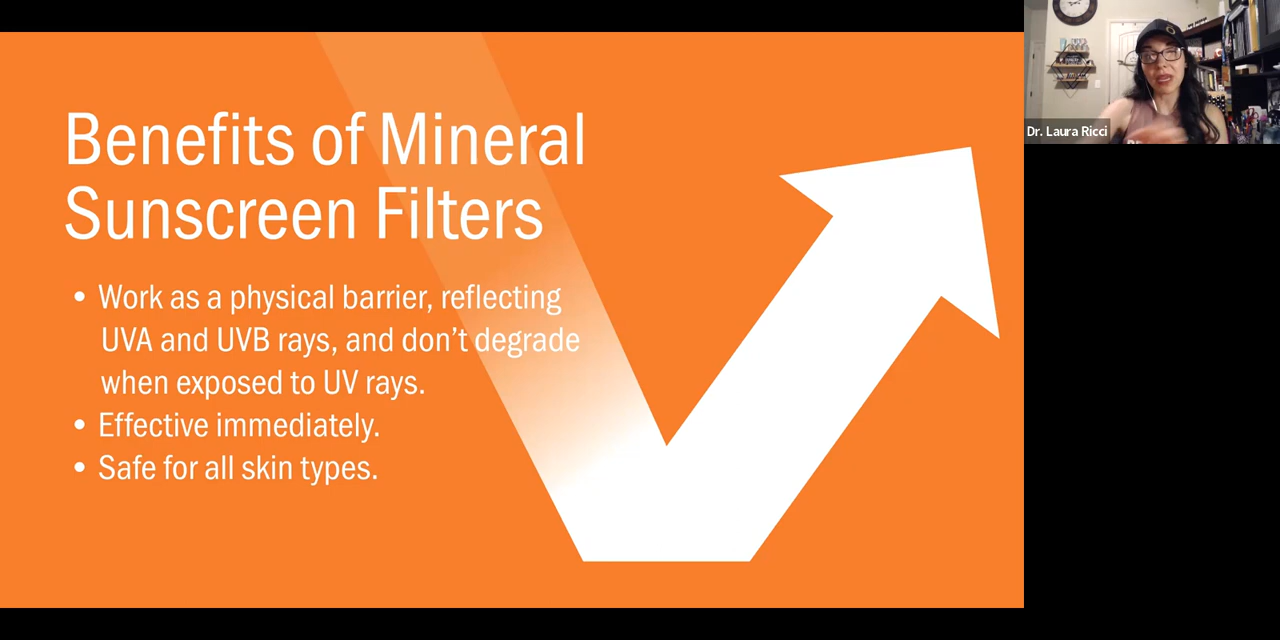 Benefits of Mineral
Sunscreen Filters
• Work as a physical barrier, reflecting
UVA and UVB rays, and don’t degrade
when exposed to UV rays.
• Effective immediately.
• Safe for all skin types.
Dr. Laura Ricci